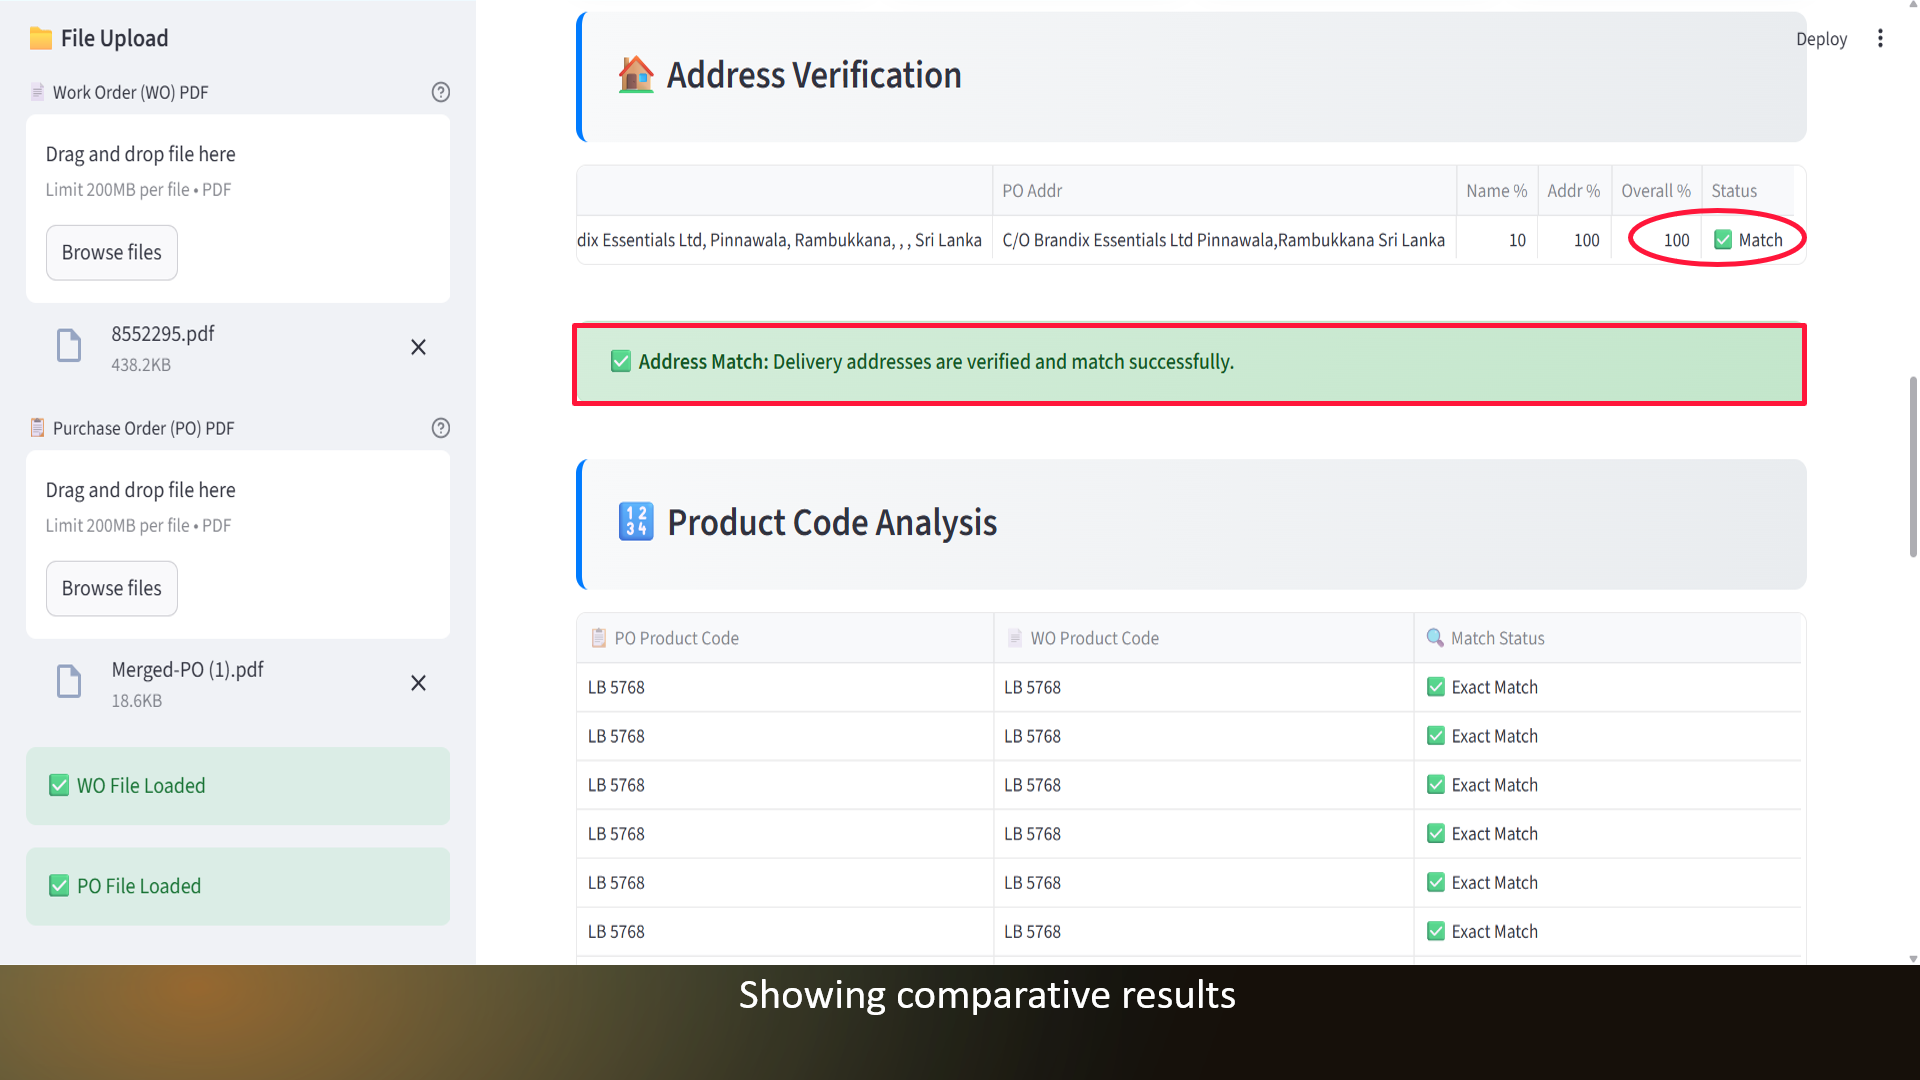 File Upload
Work Order (WO) PDF
Drag and drop file here
Limit 200MB per file • PDF
Browse files
8552295.pdf
438.2KB
Purchase Order (PO) PDF
Drag and drop file here
Limit 200MB per file • PDF
Browse files
Merged-PO (1).pdf
18.6KB
WO File Loaded
PO File Loaded
Deploy
Address Verification
PO Addr Name % Addr % Overall % Status
dix Essentials Ltd, Pinnawala, Rambukkana, , , Sri Lanka C/O Brandix Essentials Ltd Pinnawala,Rambukkana Sri Lanka 10 100 100 Match
Address Match: Delivery addresses are verified and match successfully.
1234 Product Code Analysis
PO Product Code WO Product Code Match Status
LB 5768 LB 5768 Exact Match
LB 5768 LB 5768 Exact Match
LB 5768 LB 5768 Exact Match
LB 5768 LB 5768 Exact Match
LB 5768 LB 5768 Exact Match
LB 5768 LB 5768 Exact Match
Showing comparative results